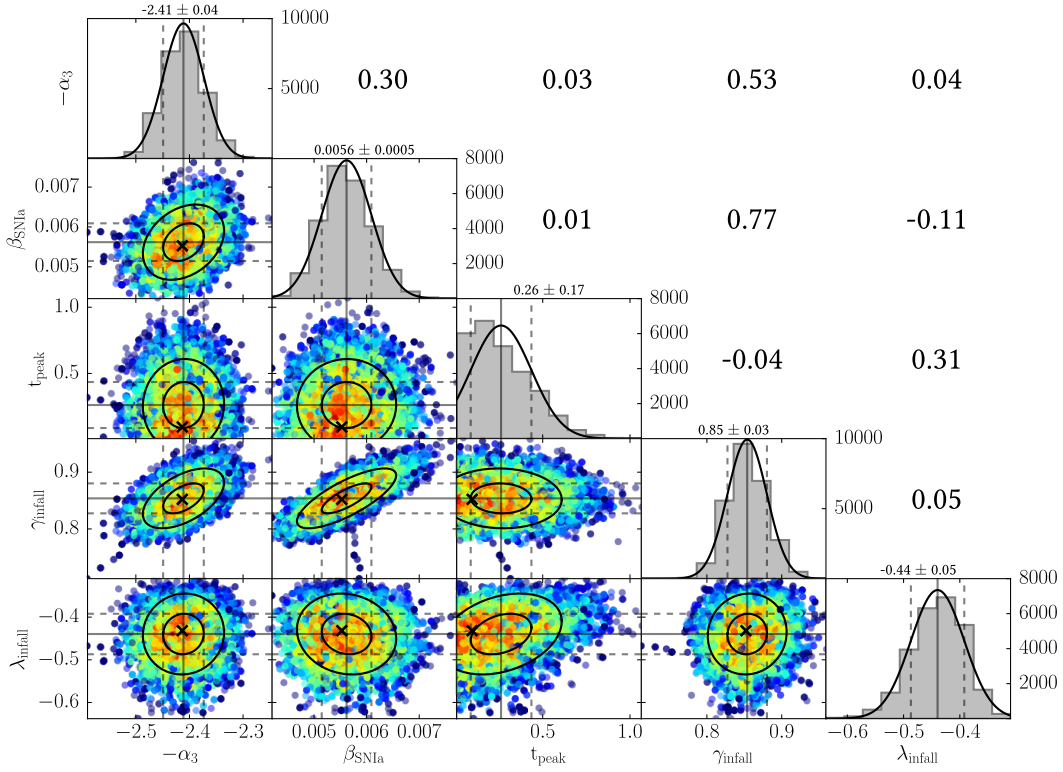 -2.41 ± 0.04
10000
5000
−α3
0.30
0.03
0.53
0.04
0.0056 ± 0.0005
8000
6000
4000
2000
0.007
0.006
0.005
βSNIa
0.01
0.77
-0.11
0.26 ± 0.17
8000
6000
4000
2000
1.0
0.5
tpeak
-0.04
0.31
0.85 ± 0.03
10000
5000
0.9
0.8
γinfall
0.05
-0.44 ± 0.05
8000
6000
4000
2000
−0.4
−0.5
−0.6
λinfall
−2.5 −2.4 −2.3
0.005 0.006 0.007
0.5 1.0
0.8 0.9
−0.6 −0.5 −0.4
−α3 βSNIa tpeak γinfall λinfall